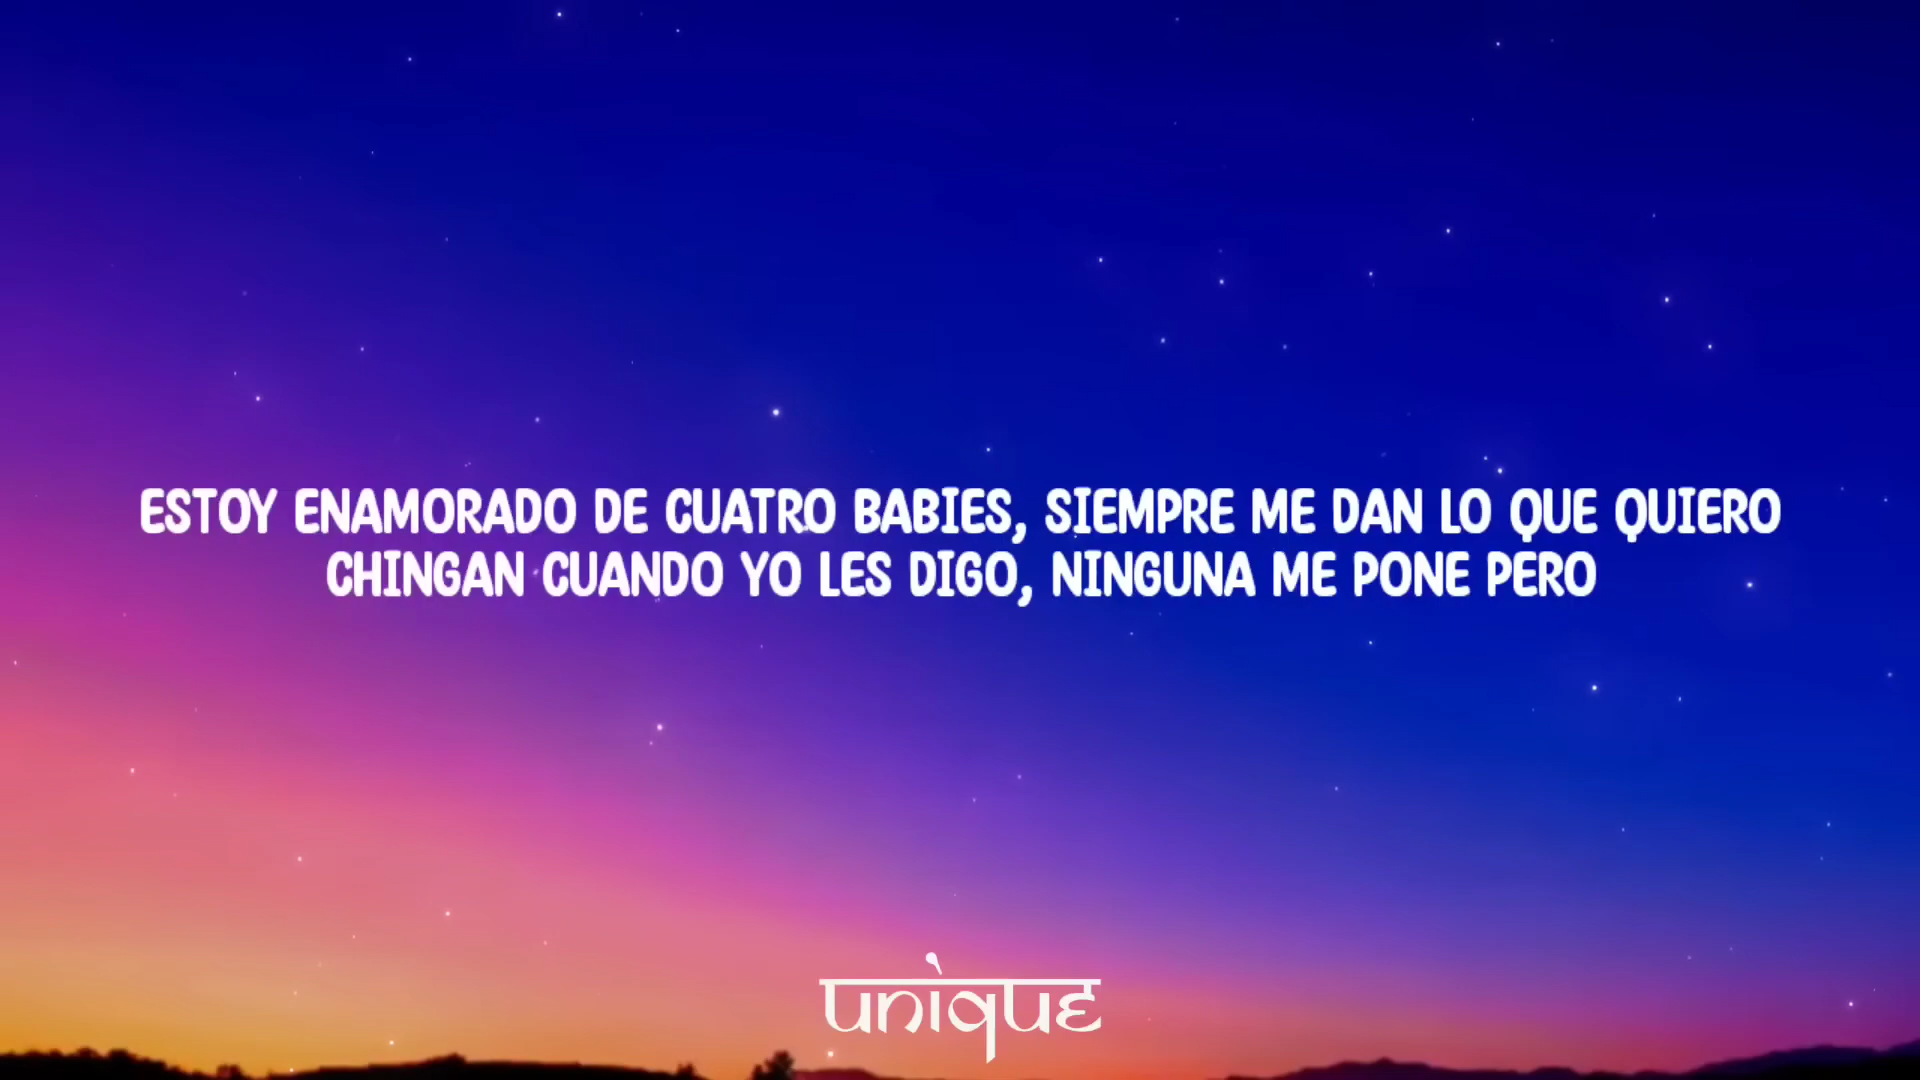 ESTOY ENAMORADO DE CUATRO BABIES, SIEMPRE ME DAN LO QUE QUIERO
CHINGAN CUANDO YO LES DIGO, NINGUNA ME PONE PERO
unique